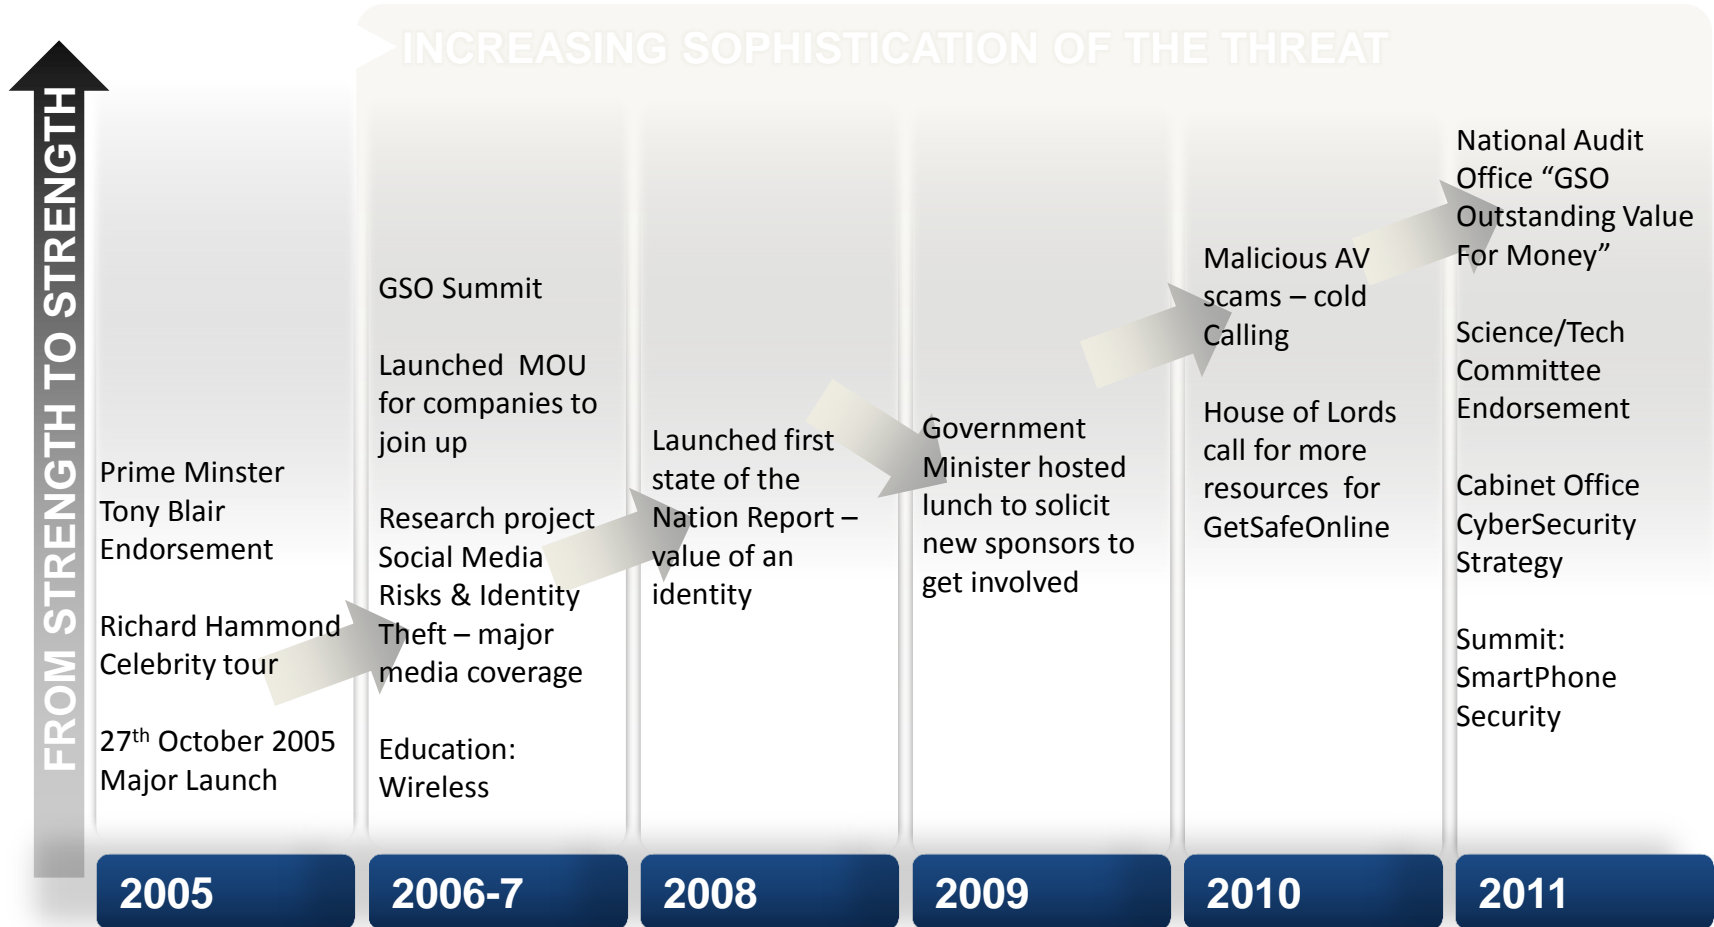 INCREASING SOPHISTICATION OF THE THREAT
FROM STRENGTH TO STRENGTH
Prime Minster
Tony Blair
Endorsement
Richard Hammond
Celebrity tour
27th October 2005
Major Launch
2005
GSO Summit
Launched MOU
for companies to
join up
Research project
Social Media
Risks & Identity
Theft – major
media coverage
Education:
Wireless
2006-7
Launched first
state of the
Nation Report –
value of an
identity
2008
Government
Minister hosted
lunch to solicit
new sponsors to
get involved
2009
Malicious AV
scams – cold
Calling
House of Lords
call for more
resources for
GetSafeOnline
2010
National Audit
Office “GSO
Outstanding Value
For Money”
Science/Tech
Committee
Endorsement
Cabinet Office
CyberSecurity
Strategy
Summit:
SmartPhone
Security
2011